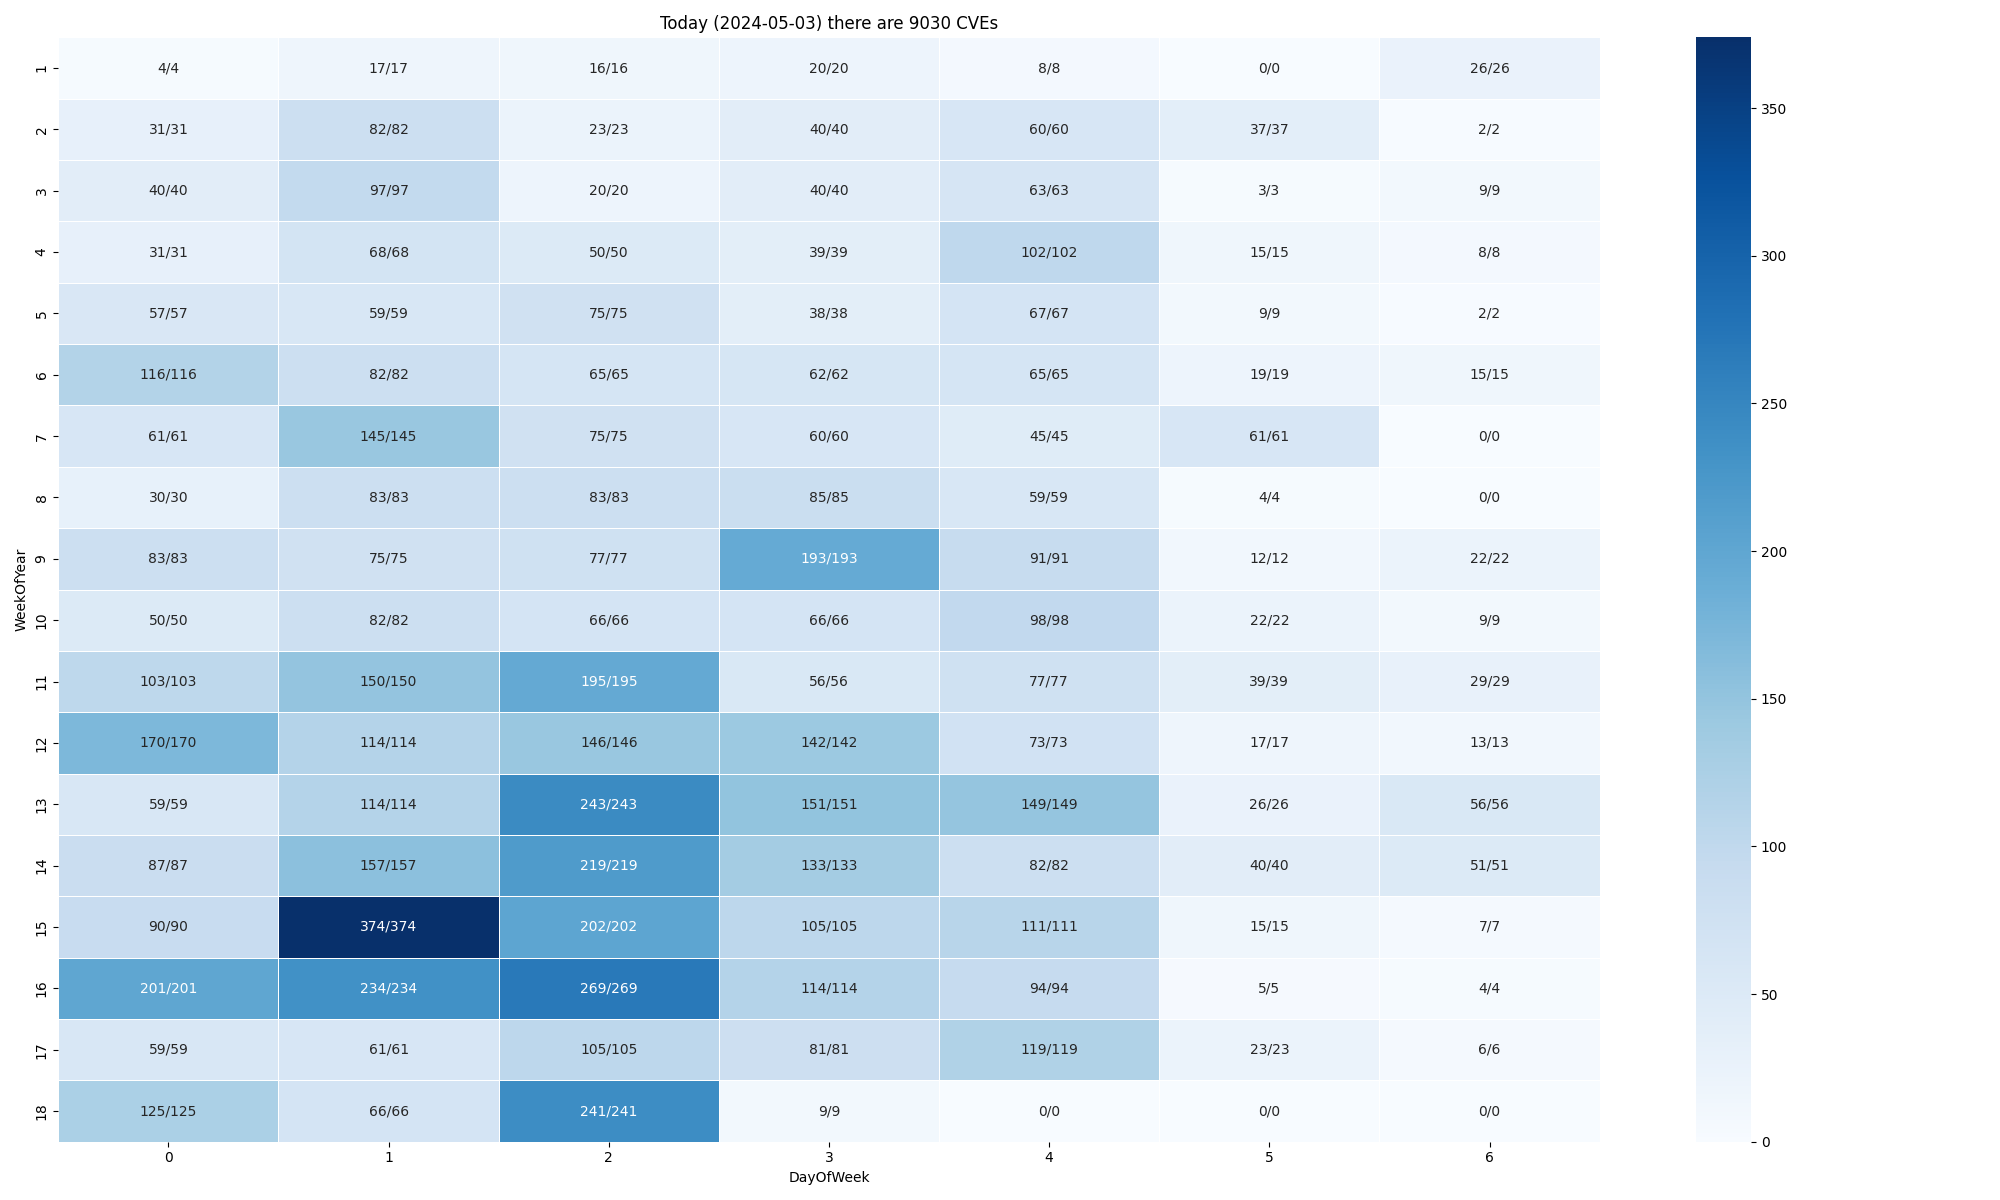 Today (2024-05-03) there are 9030 CVEs
1 4/4 17/17 16/16 20/20 8/8 0/0 26/26
2 31/31 82/82 23/23 40/40 60/60 37/37 2/2
3 40/40 97/97 20/20 40/40 63/63 3/3 9/9
4 31/31 68/68 50/50 39/39 102/102 15/15 8/8
5 57/57 59/59 75/75 38/38 67/67 9/9 2/2
6 116/116 82/82 65/65 62/62 65/65 19/19 15/15
7 61/61 145/145 75/75 60/60 45/45 61/61 0/0
8 30/30 83/83 83/83 85/85 59/59 4/4 0/0
9 83/83 75/75 77/77 193/193 91/91 12/12 22/22
10 50/50 82/82 66/66 66/66 98/98 22/22 9/9
11 103/103 150/150 195/195 56/56 77/77 39/39 29/29
12 170/170 114/114 146/146 142/142 73/73 17/17 13/13
13 59/59 114/114 243/243 151/151 149/149 26/26 56/56
14 87/87 157/157 219/219 133/133 82/82 40/40 51/51
15 90/90 374/374 202/202 105/105 111/111 15/15 7/7
16 201/201 234/234 269/269 114/114 94/94 5/5 4/4
17 59/59 61/61 105/105 81/81 119/119 23/23 6/6
18 125/125 66/66 241/241 9/9 0/0 0/0 0/0
0 1 2 3 4 5 6
DayOfWeek
WeekOfYear
350
300
250
200
150
100
50
0